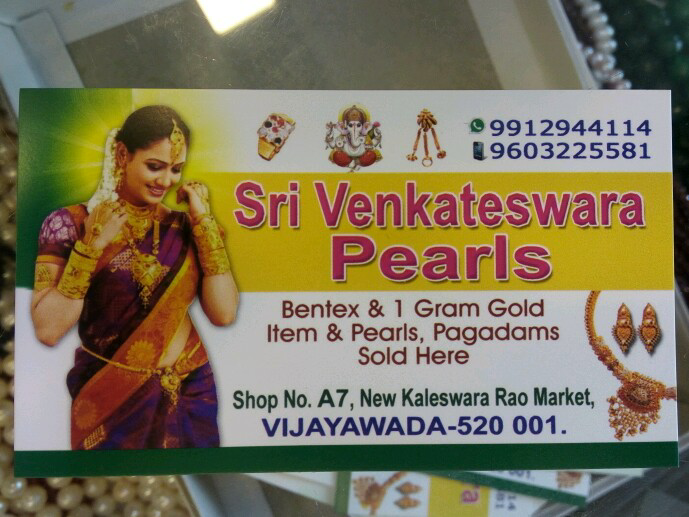 9912944114
9603225581
Sri Venkateswara
Pearls
Bentex & 1 Gram Gold
Item & Pearls, Pagadams
Sold Here
Shop No. A7, New Kaleswara Rao Market,
VIJAYAWADA-520 001.
001.